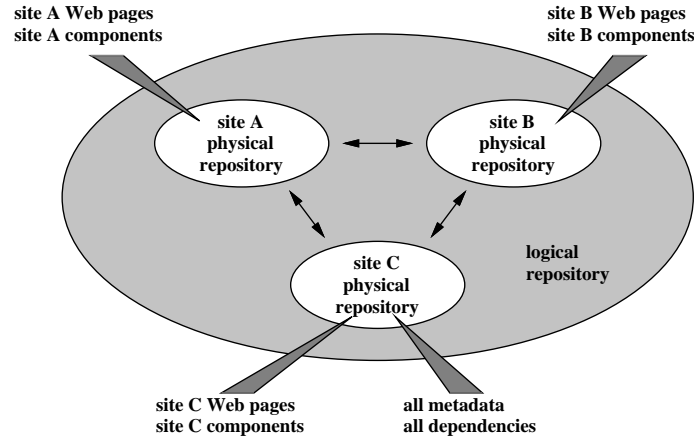 site A Web pages
site A components
site B Web pages
site B components
site A
physical
repository
site B
physical
repository
site C
physical
repository
logical
repository
site C Web pages
site C components
all metadata
all dependencies